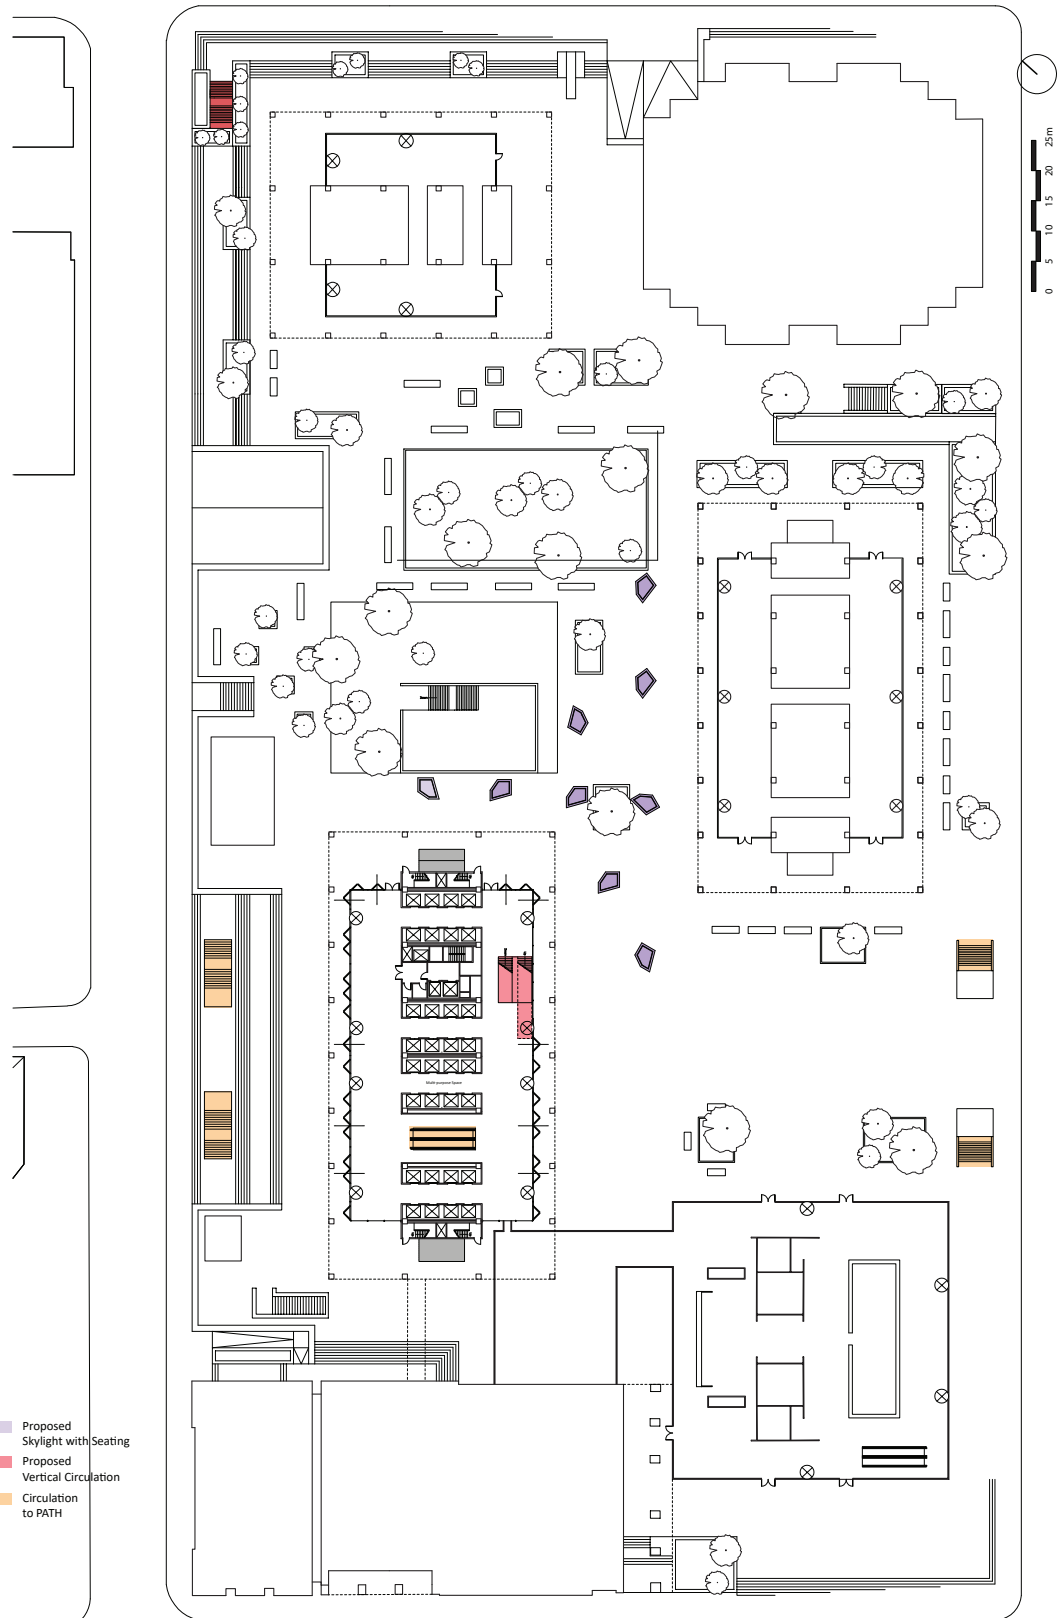 25m
20
15
10
5
0
Multi-purpose Space
Proposed
Skylight with Seating
Proposed
Vertical Circulation
Circulation
to PATH